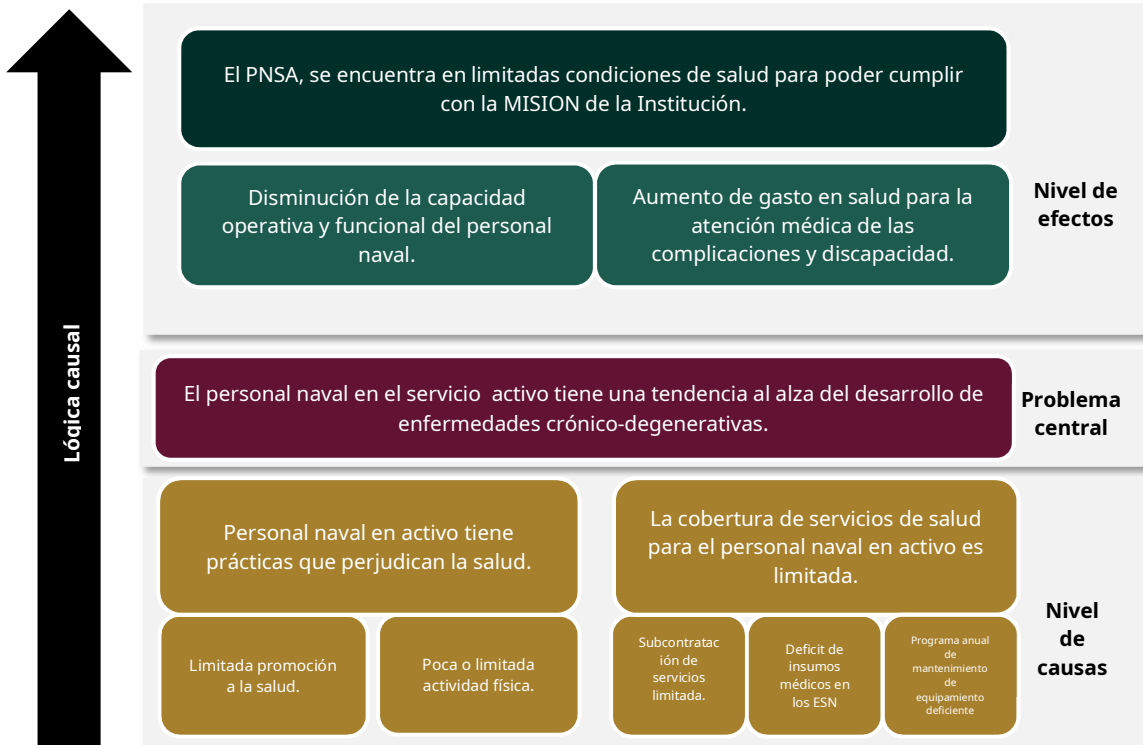 El PNSA, se encuentra en limitadas condiciones de salud para poder cumplir
con la MISION de la Institución.
Disminución de la capacidad
operativa y funcional del personal
naval.
Aumento de gasto en salud para la
atención médica de las
complicaciones y discapacidad.
Nivel de
efectos
Lógica causal
El personal naval en el servicio  activo tiene una tendencia al alza del desarrollo de
enfermedades crónico-degenerativas.
Problema
central
Personal naval en activo tiene
prácticas que perjudican la salud.
La cobertura de servicios de salud
para el personal naval en activo es
limitada.
Nivel
de
causas
Limitada promoción
a la salud.
Poca o limitada
actividad física.
Subcontratac
ión de
servicios
limitada.
Deficit de
insumos
médicos en
los ESN
Programa anual
de
mantenimiento
de
equipamiento
deficiente